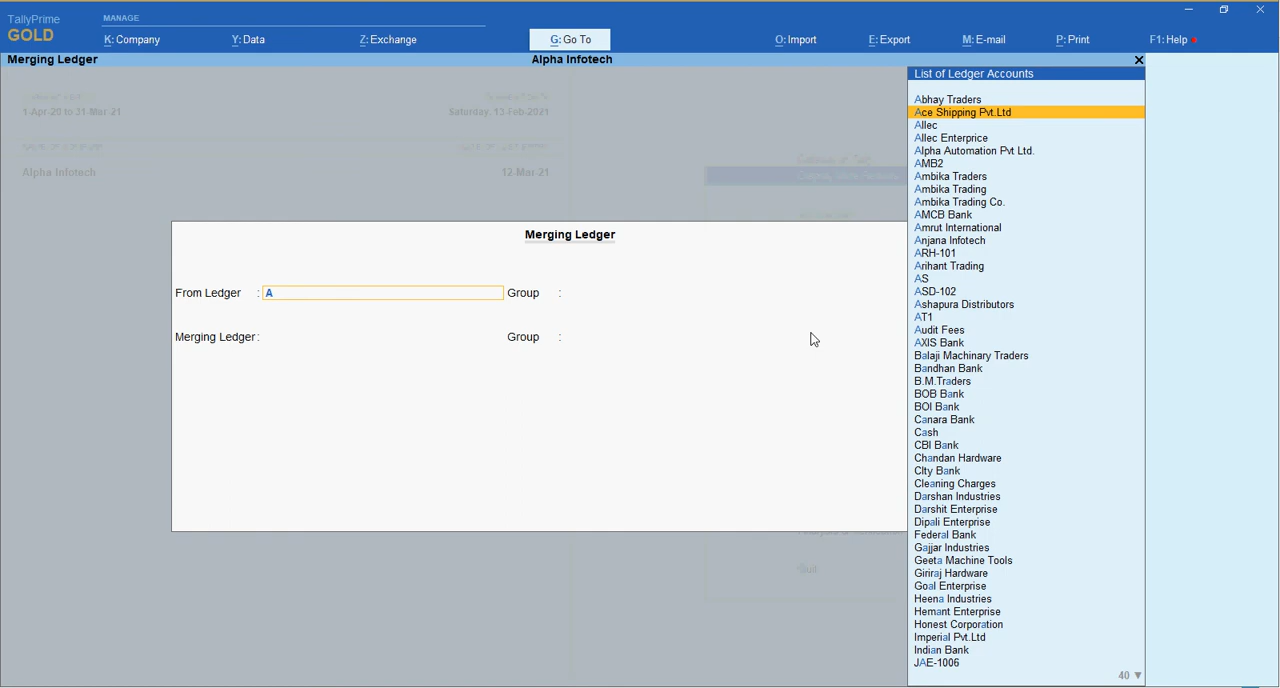 TallyPrime
GOLD
MANAGE
K: Company
Y: Data
Z: Exchange
G: Go To
O: Import
E: Export
M: E-mail
P: Print
F1: Help
Merging Ledger
Alpha Infotech
1-Apr-20 to 31-Mar-21
Saturday, 13-Feb-2021
Alpha Infotech
12-Mar-21
Merging Ledger
From Ledger : A
Group :
Merging Ledger :
Group :
Quit
List of Ledger Accounts
Abhay Traders
Ace Shipping Pvt.Ltd
Allec
Allec Enterprice
Alpha Automation Pvt Ltd.
AMB2
Ambika Traders
Ambika Trading
Ambika Trading Co.
AMCB Bank
Amrut International
Anjana Infotech
ARH-101
Arihant Trading
AS
ASD-102
Ashapura Distributors
AT1
Audit Fees
AXIS Bank
Balaji Machinary Traders
Bandhan Bank
B.M.Traders
BOB Bank
BOI Bank
Canara Bank
Cash
CBI Bank
Chandan Hardware
CIty Bank
Cleaning Charges
Darshan Industries
Darshit Enterprise
Dipali Enterprise
Federal Bank
Gajjar Industries
Geeta Machine Tools
Giriraj Hardware
Goal Enterprise
Heena Industries
Hemant Enterprise
Honest Corporation
Imperial Pvt.Ltd
Indian Bank
JAE-1006
40 ▼